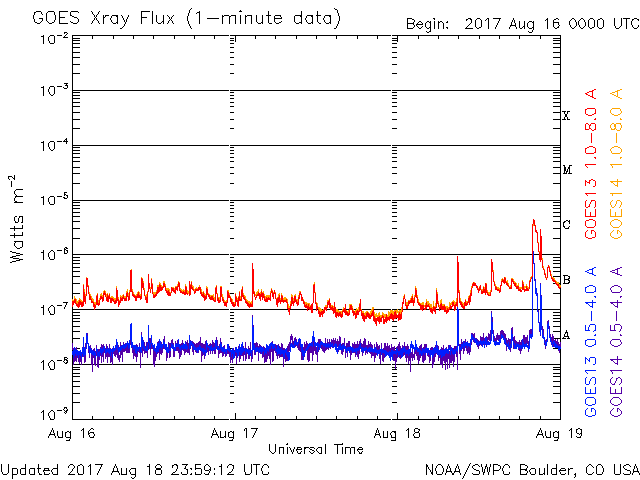 GOES Xray Flux (1-minute data)
Begin: 2017 Aug 16 0000 UTC
10-2
10-3
10-4
10-5
10-6
10-7
10-8
10-9
Watts m-2
X
M
C
B
A
GOES13 1.0-8.0 A
GOES14 1.0-8.0 A
GOES13 0.5-4.0 A
GOES14 0.5-4.0 A
Aug 16
Aug 17
Aug 18
Aug 19
Universal Time
Updated 2017 Aug 18 23:59:12 UTC
NOAA/SWPC Boulder, CO USA